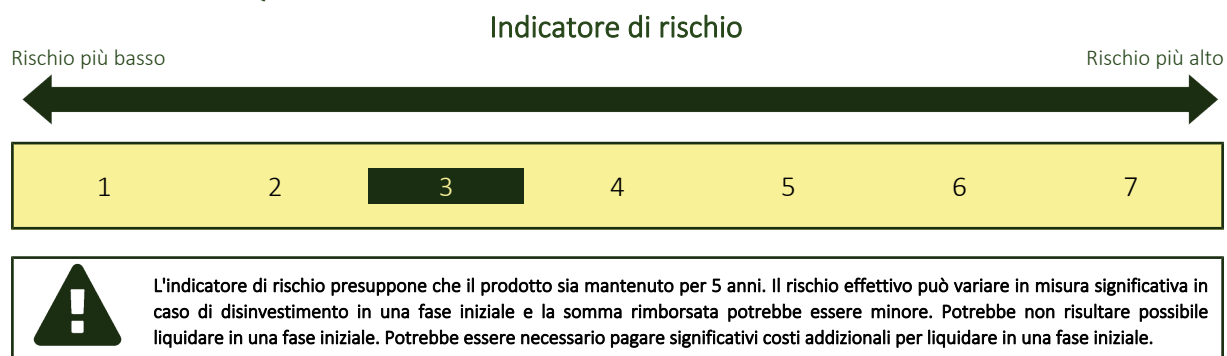 Indicatore di rischio
Rischio più basso
Rischio più alto
1 2 3 4 5 6 7
L'indicatore di rischio presuppone che il prodotto sia mantenuto per 5 anni. Il rischio effettivo può variare in misura significativa in
caso di disinvestimento in una fase iniziale e la somma rimborsata potrebbe essere minore. Potrebbe non risultare possibile
liquidare in una fase iniziale. Potrebbe essere necessario pagare significativi costi addizionali per liquidare in una fase iniziale.